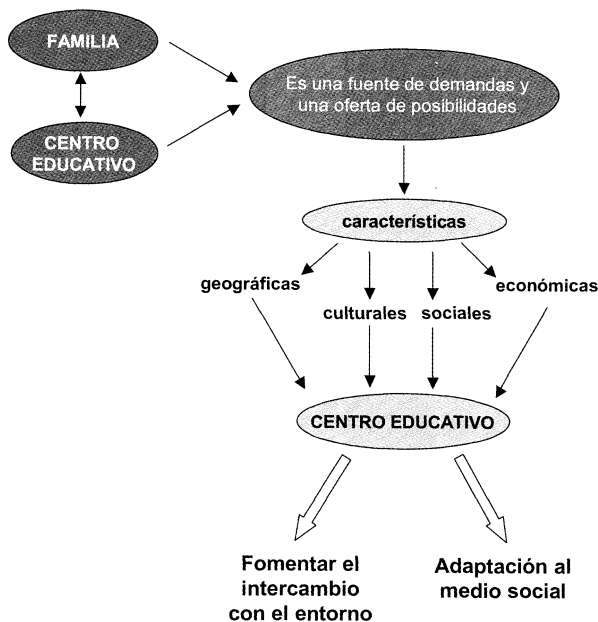 FAMILIA
Es una fuente de demandas y
una oferta de posibilidades
CENTRO
EDUCATIVO
características
geográficas
económicas
culturales
sociales
CENTRO EDUCATIVO
Fomentar el
intercambio
con el entorno
Adaptación al
medio social